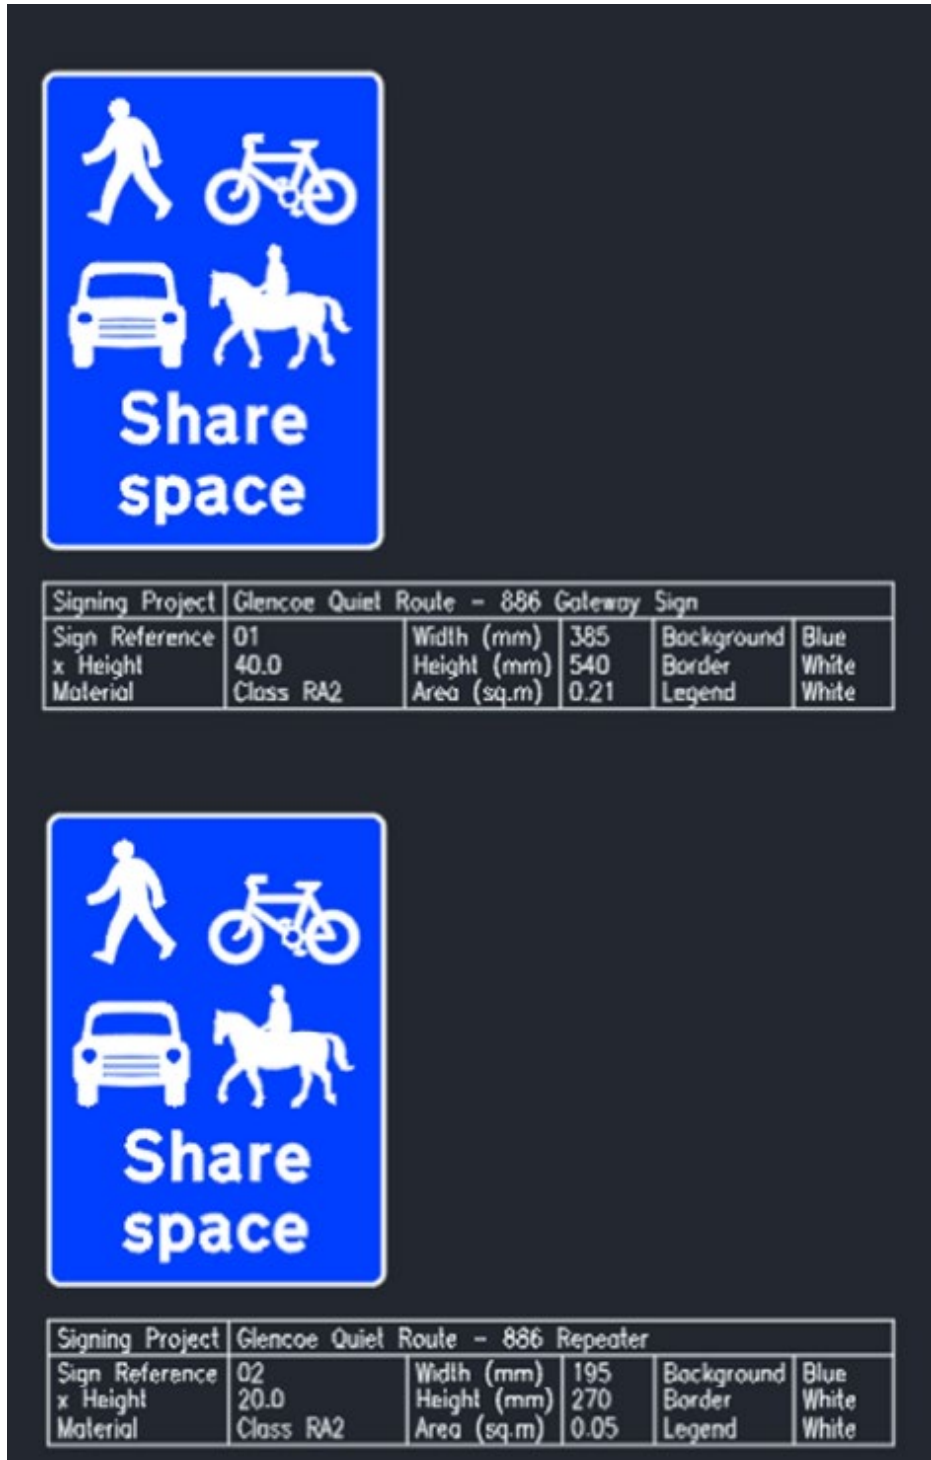 Share
space
Signing Project Glencoe Quiet Route - 886 Gateway Sign
Sign Reference 01 Width (mm) 385 Background Blue
x Height 40.0 Height (mm) 540 Border White
Material Class RA2 Area (sq.m) 0.21 Legend White
Share
space
Signing Project Glencoe Quiet Route - 886 Repeater
Sign Reference 02 Width (mm) 195 Background Blue
x Height 20.0 Height (mm) 270 Border White
Material Class RA2 Area (sq.m) 0.05 Legend White